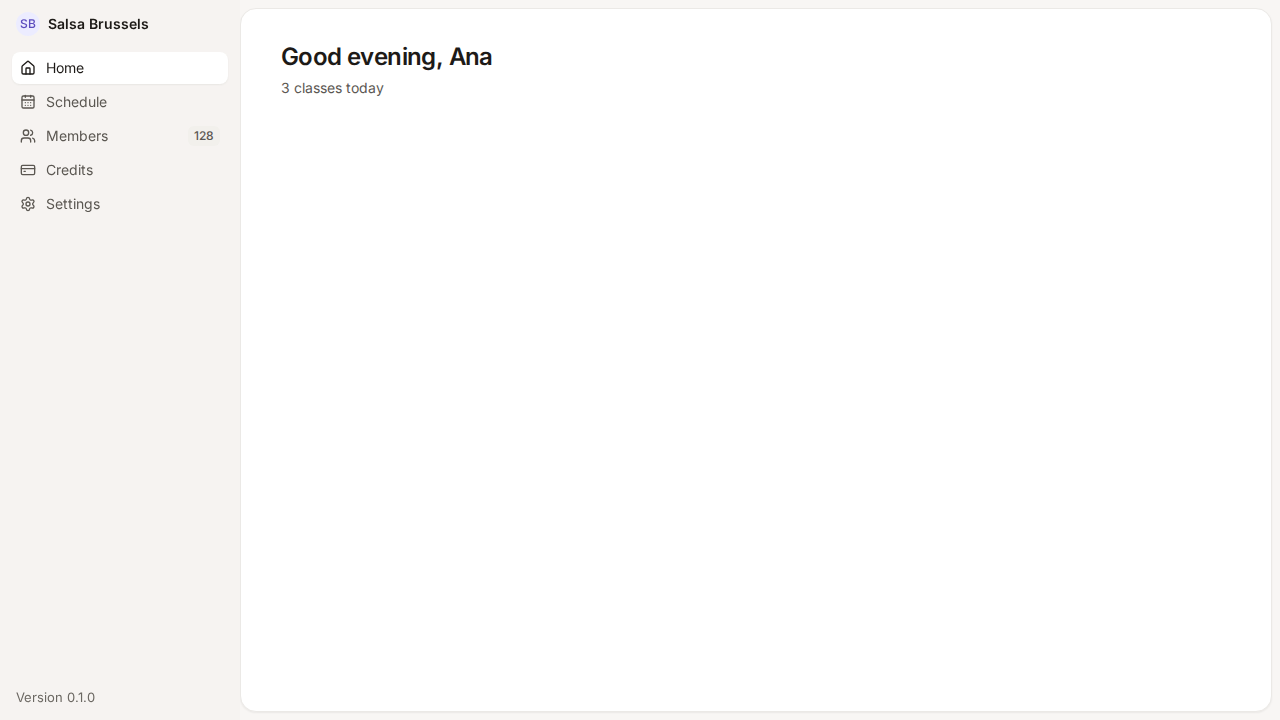 SB Salsa Brussels
Home
Schedule
Members 128
Credits
Settings
Version 0.1.0
Good evening, Ana
3 classes today